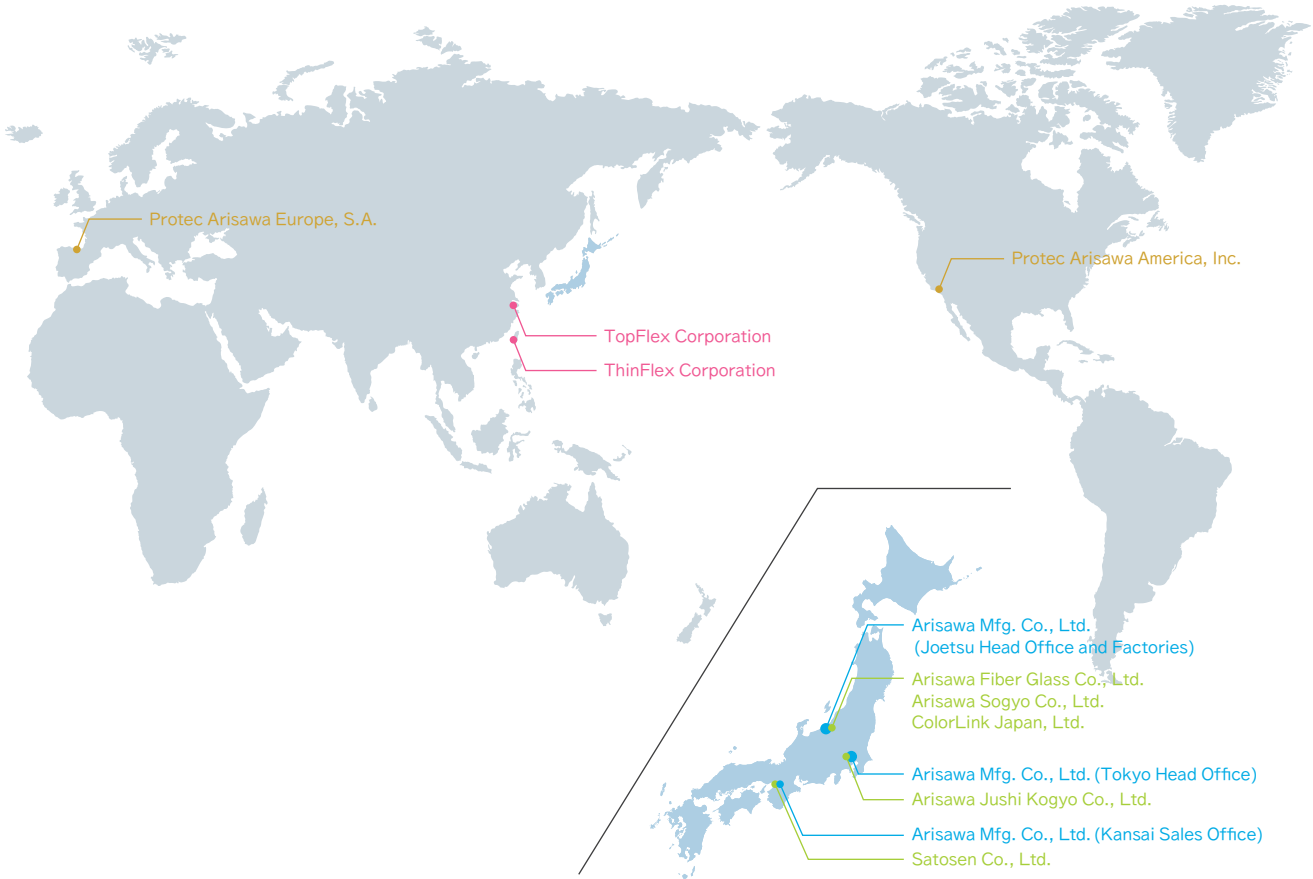 Protec Arisawa Europe, S.A.
Protec Arisawa America, Inc.
TopFlex Corporation
ThinFlex Corporation
Arisawa Mfg. Co., Ltd.
(Joetsu Head Office and Factories)
Arisawa Fiber Glass Co., Ltd.
Arisawa Sogyo Co., Ltd.
ColorLink Japan, Ltd.
Arisawa Mfg. Co., Ltd. (Tokyo Head Office)
Arisawa Jushi Kogyo Co., Ltd.
Arisawa Mfg. Co., Ltd. (Kansai Sales Office)
Satosen Co., Ltd.